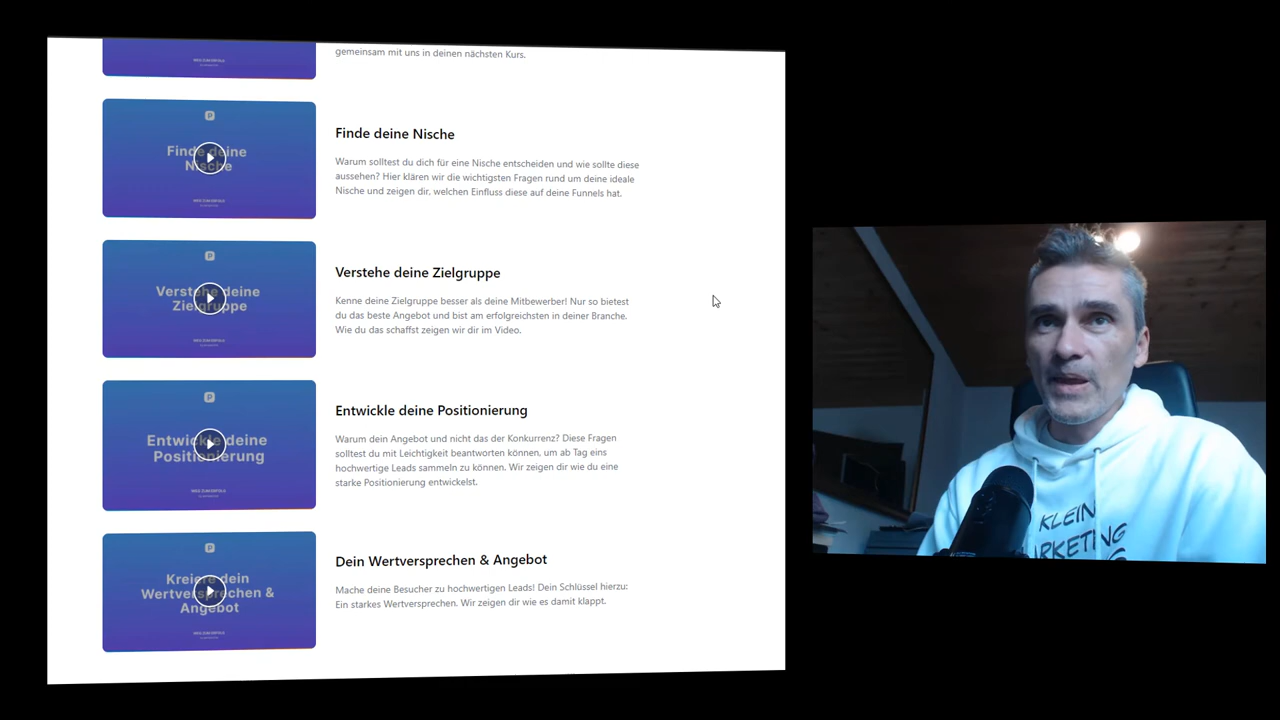 gemeinsam mit uns in deinen nächsten Kurs.
P
Finde deine
Nische
Finde deine Nische
Warum solltest du dich für eine Nische entscheiden und wie sollte diese
aussehen? Hier klären wir die wichtigsten Fragen rund um deine ideale
Nische und zeigen dir, welchen Einfluss diese auf deine Funnels hat.
P
Verstehe deine
Zielgruppe
Verstehe deine Zielgruppe
Kenne deine Zielgruppe besser als deine Mitbewerber! Nur so bietest
du das beste Angebot und bist am erfolgreichsten in deiner Branche.
Wie du das schaffst zeigen wir dir im Video.
P
Entwickle deine
Positionierung
Entwickle deine Positionierung
Warum dein Angebot und nicht das der Konkurrenz? Diese Fragen
solltest du mit Leichtigkeit beantworten können, um ab Tag eins
hochwertige Leads sammeln zu können. Wir zeigen dir wie du eine
starke Positionierung entwickelst.
P
Kreiere dein
Wertversprechen &
Angebot
Dein Wertversprechen & Angebot
Mache deine Besucher zu hochwertigen Leads! Dein Schlüssel hierzu:
Ein starkes Wertversprechen. Wir zeigen dir wie es damit klappt.
KLEIN
RKETING